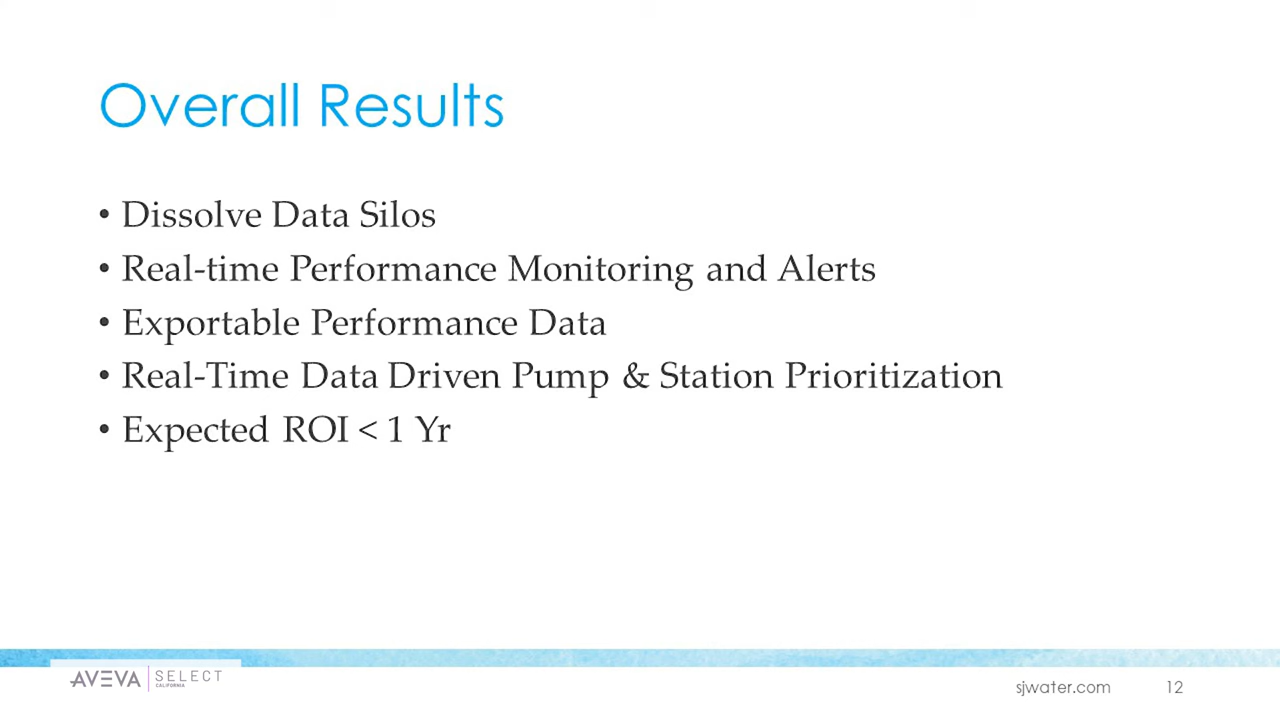 Overall Results
• Dissolve Data Silos
• Real-time Performance Monitoring and Alerts
• Exportable Performance Data
• Real-Time Data Driven Pump & Station Prioritization
• Expected ROI < 1 Yr
AVEVA SELECT
CALIFORNIA
sjwater.com 12